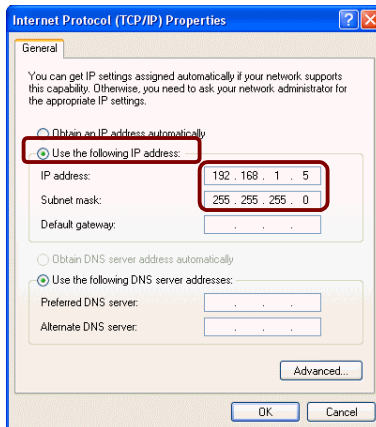 Internet Protocol (TCP/IP) Properties
General
You can get IP settings assigned automatically if your network supports
this capability. Otherwise, you need to ask your network administrator for
the appropriate IP settings.
Obtain an IP address automatically
Use the following IP address:
IP address: 192 . 168 . 1 . 5
Subnet mask: 255 . 255 . 255 . 0
Default gateway: . . .
Obtain DNS server address automatically
Use the following DNS server addresses:
Preferred DNS server: . . .
Alternate DNS server: . . .
Advanced...
OK Cancel